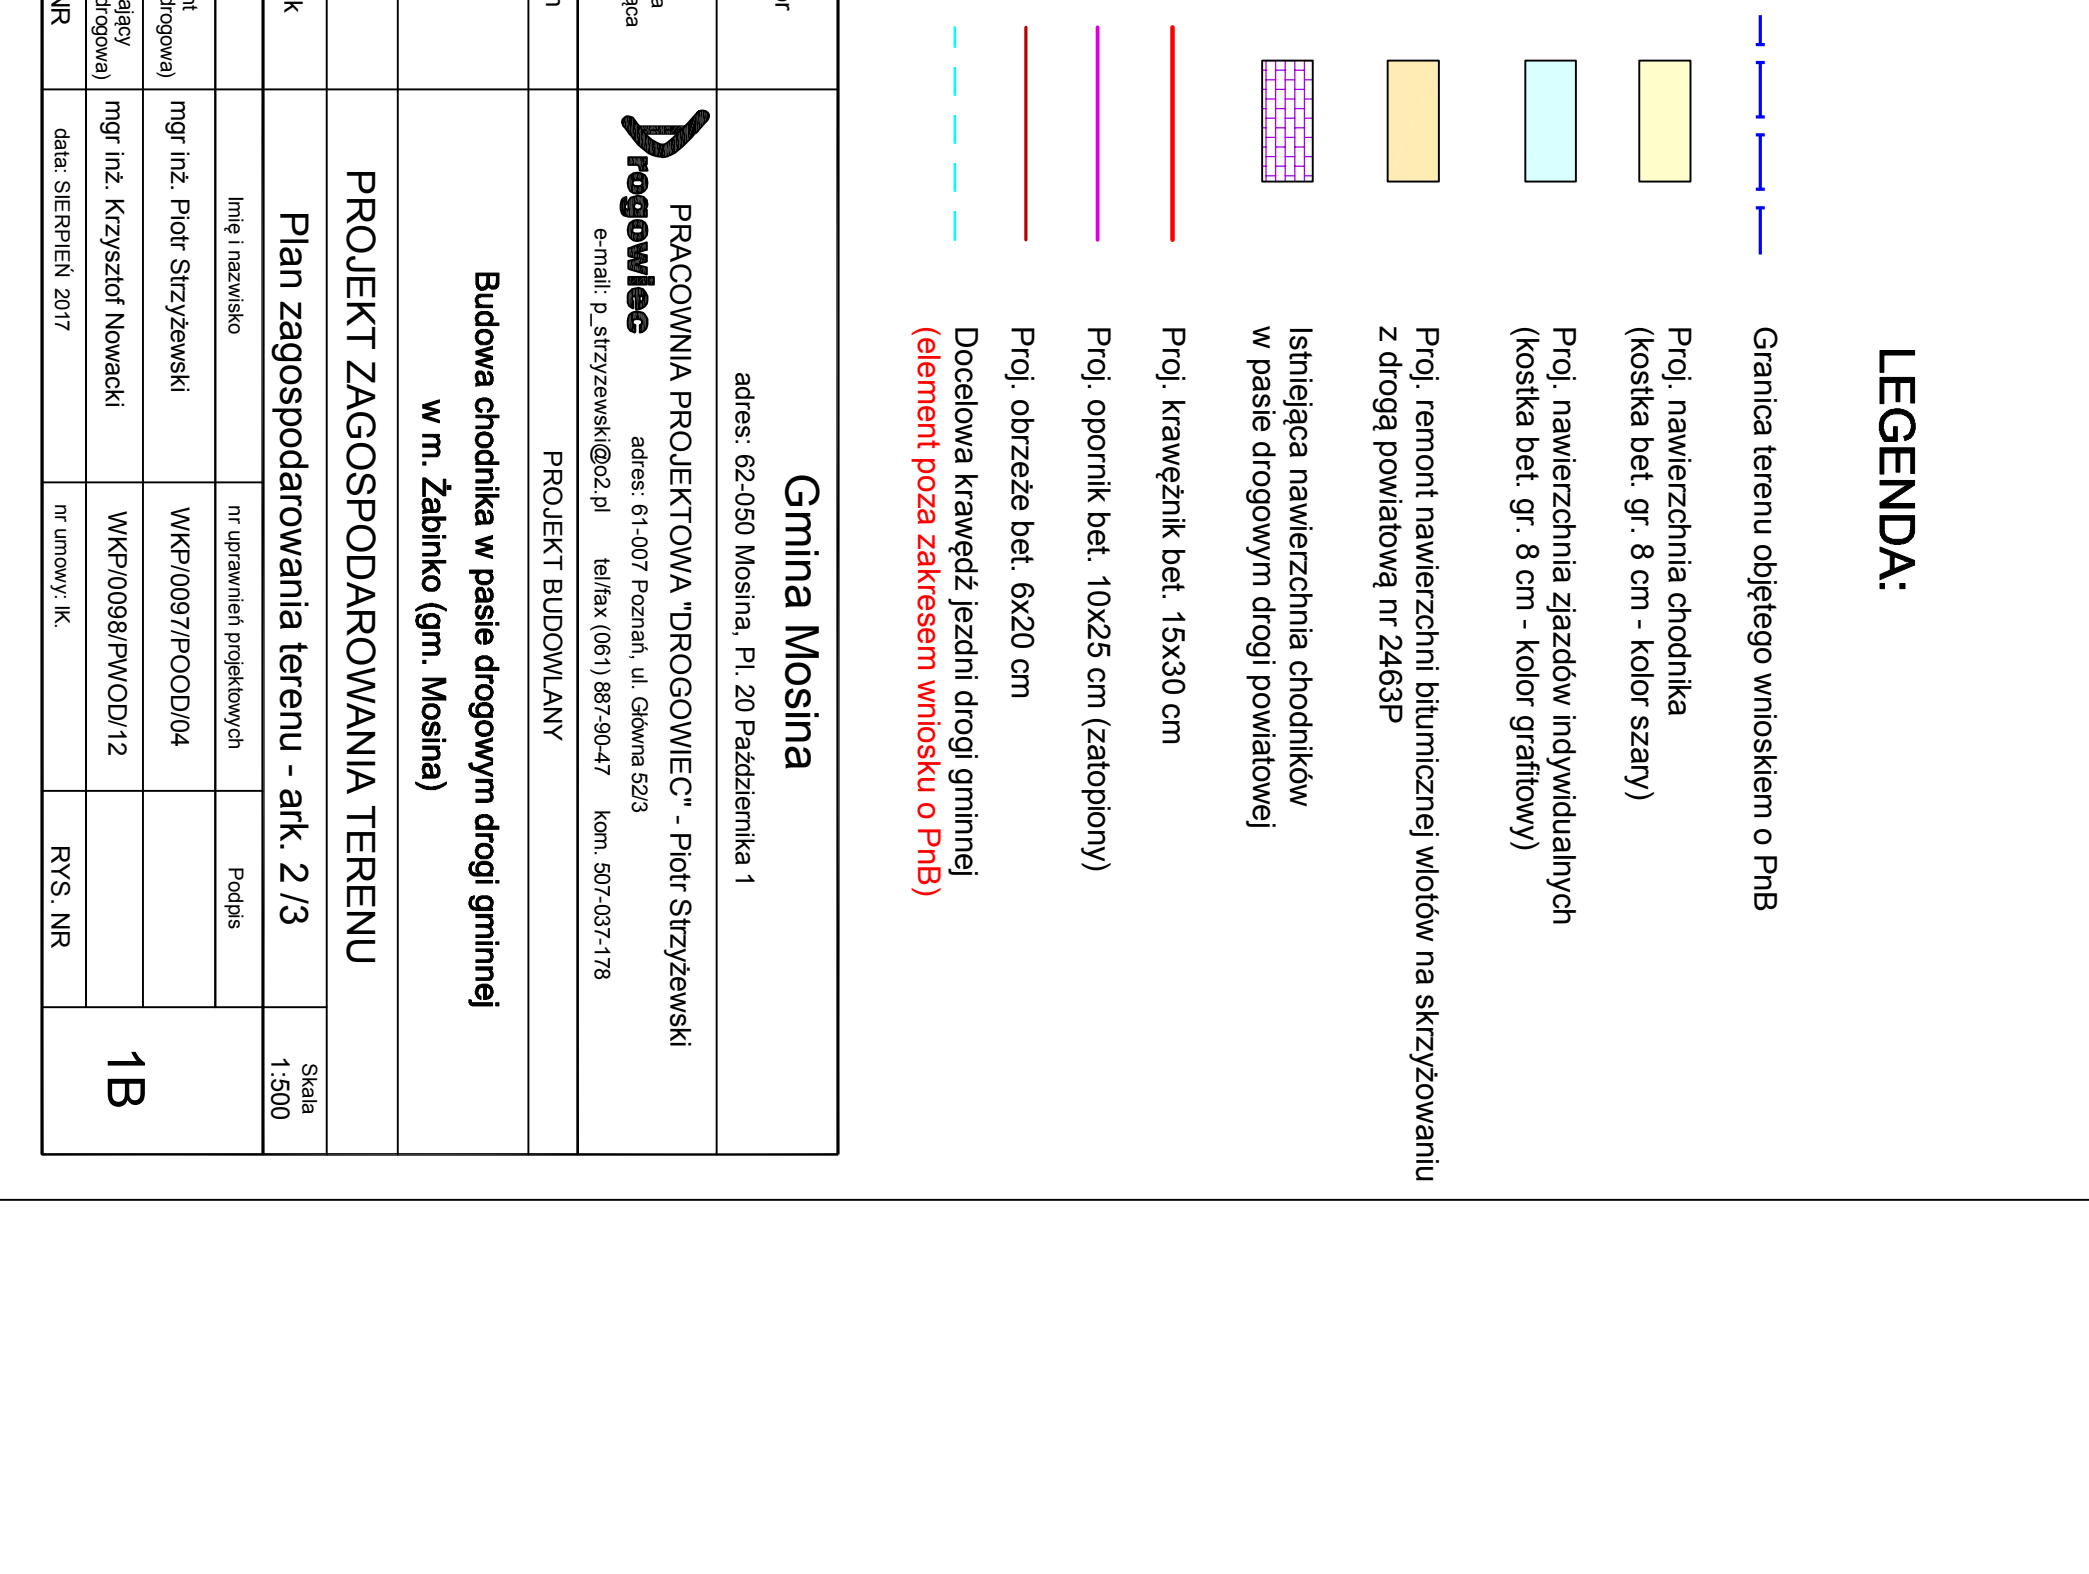 LEGENDA:
Granica terenu objętego wnioskiem o PnB
Proj. nawierzchnia chodnika
(kostka bet. gr. 8 cm - kolor szary)
Proj. nawierzchnia zjazdów indywidualnych
(kostka bet. gr. 8 cm - kolor grafitowy)
Proj. remont nawierzchni bitumicznej wlotów na skrzyżowaniu
z drogą powiatową nr 2463P
Istniejąca nawierzchnia chodników
w pasie drogowym drogi powiatowej
Proj. krawężnik bet. 15x30 cm
Proj. opornik bet. 10x25 cm (zatopiony)
Proj. obrzeże bet. 6x20 cm
Docelowa krawędź jezdni drogi gminnej
(element poza zakresem wniosku o PnB)
Gmina Mosina
adres: 62-050 Mosina, Pl. 20 Października 1
PRACOWNIA PROJEKTOWA "DROGOWIEC" - Piotr Strzyżewski
Drogowiec
adres: 61-007 Poznań, ul. Główna 52/3
e-mail: p_strzyzewski@o2.pl tel/fax (061) 887-90-47 kom. 507-037-178
PROJEKT BUDOWLANY
Budowa chodnika w pasie drogowym drogi gminnej
w m. Żabinko (gm. Mosina)
PROJEKT ZAGOSPODAROWANIA TERENU
Plan zagospodarowania terenu - ark. 2 /3
Skala
1:500
Imię i nazwisko nr uprawnień projektowych Podpis
drogowa) mgr inż. Piotr Strzyżewski WKP/0097/POOD/04
drogowa) mgr inż. Krzysztof Nowacki WKP/0098/PWOD/12
1B
NR data: SIERPIEŃ 2017 nr umowy: IK. RYS. NR